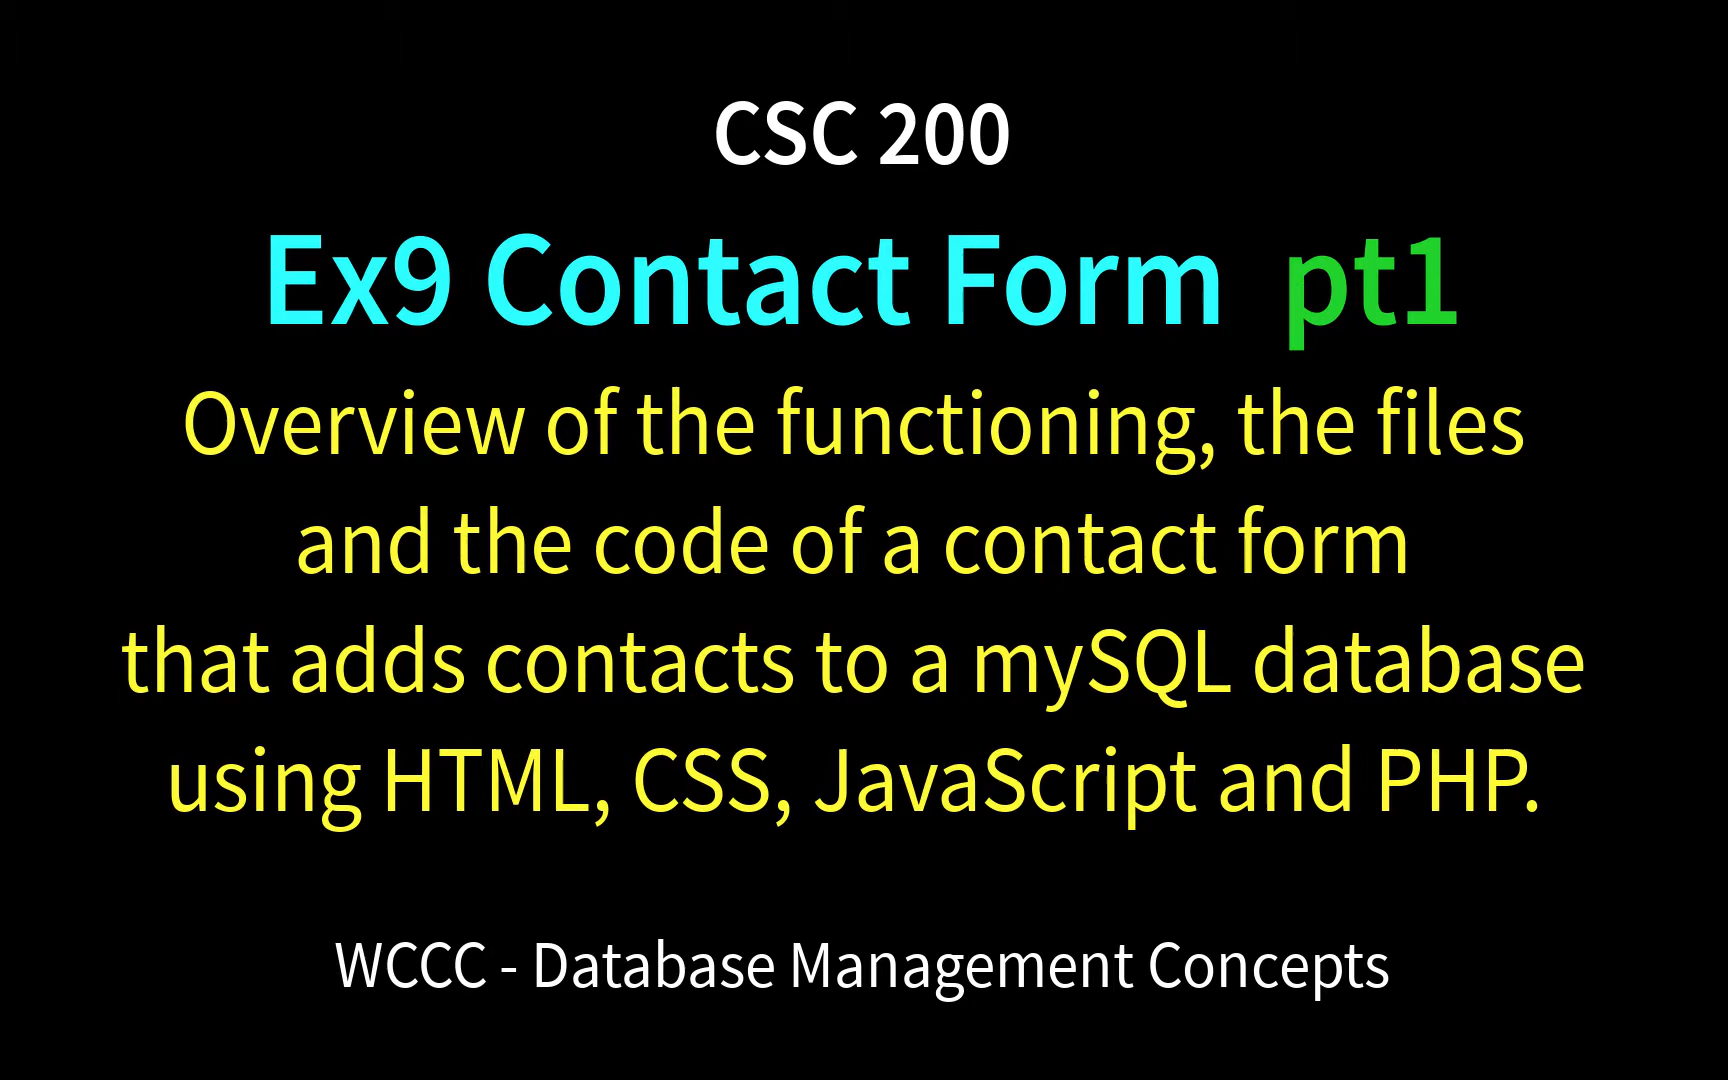 CSC 200
Ex9 Contact Form pt1
Overview of the functioning, the files
and the code of a contact form
that adds contacts to a mySQL database
using HTML, CSS, JavaScript and PHP.
WCCC - Database Management Concepts